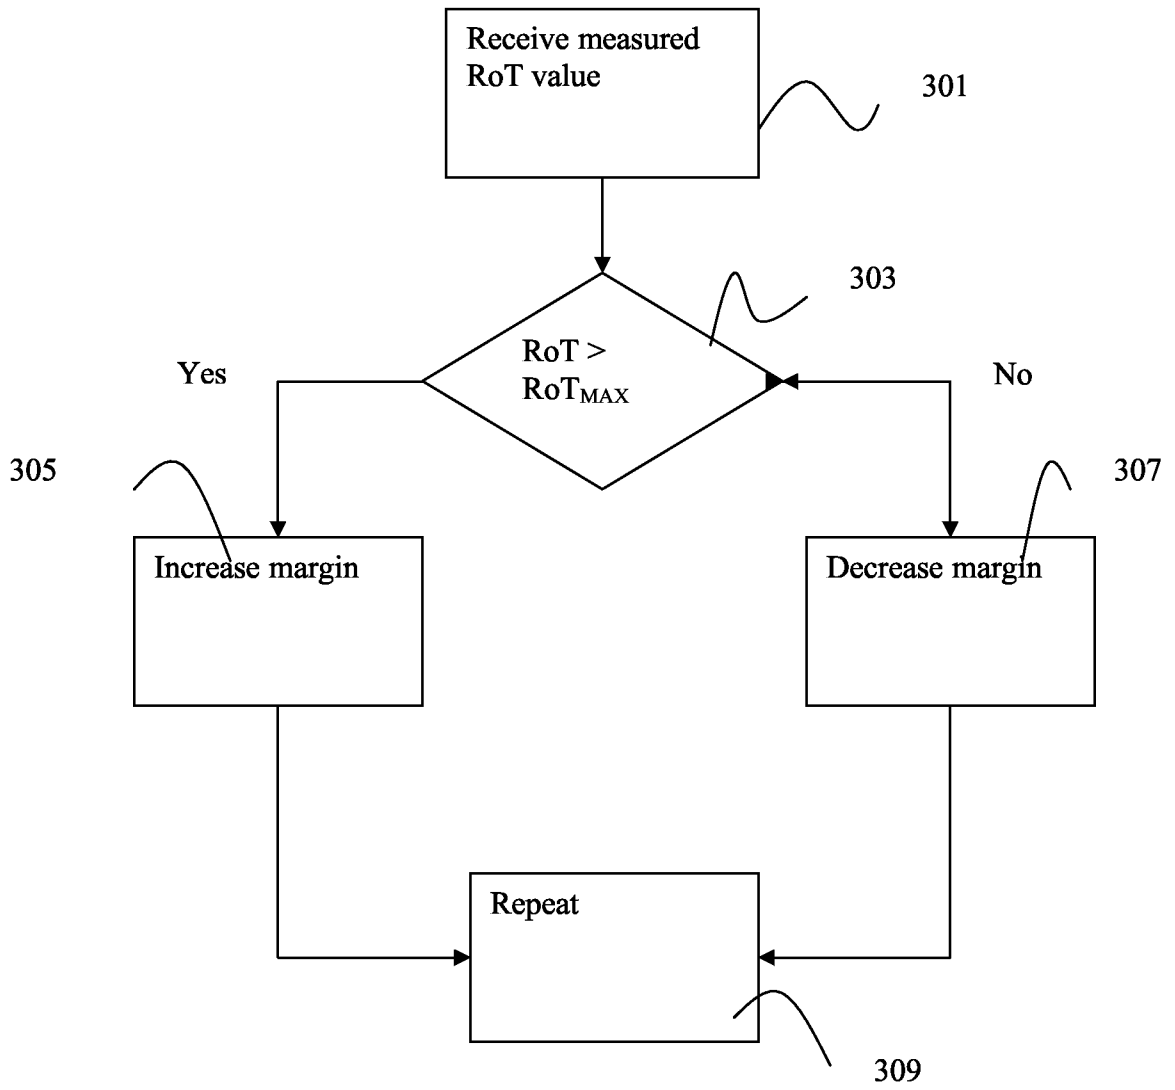 Receive measured
RoT value
301
303
RoT >
RoTMAX
Yes
No
305
307
Increase margin
Decrease margin
Repeat
309